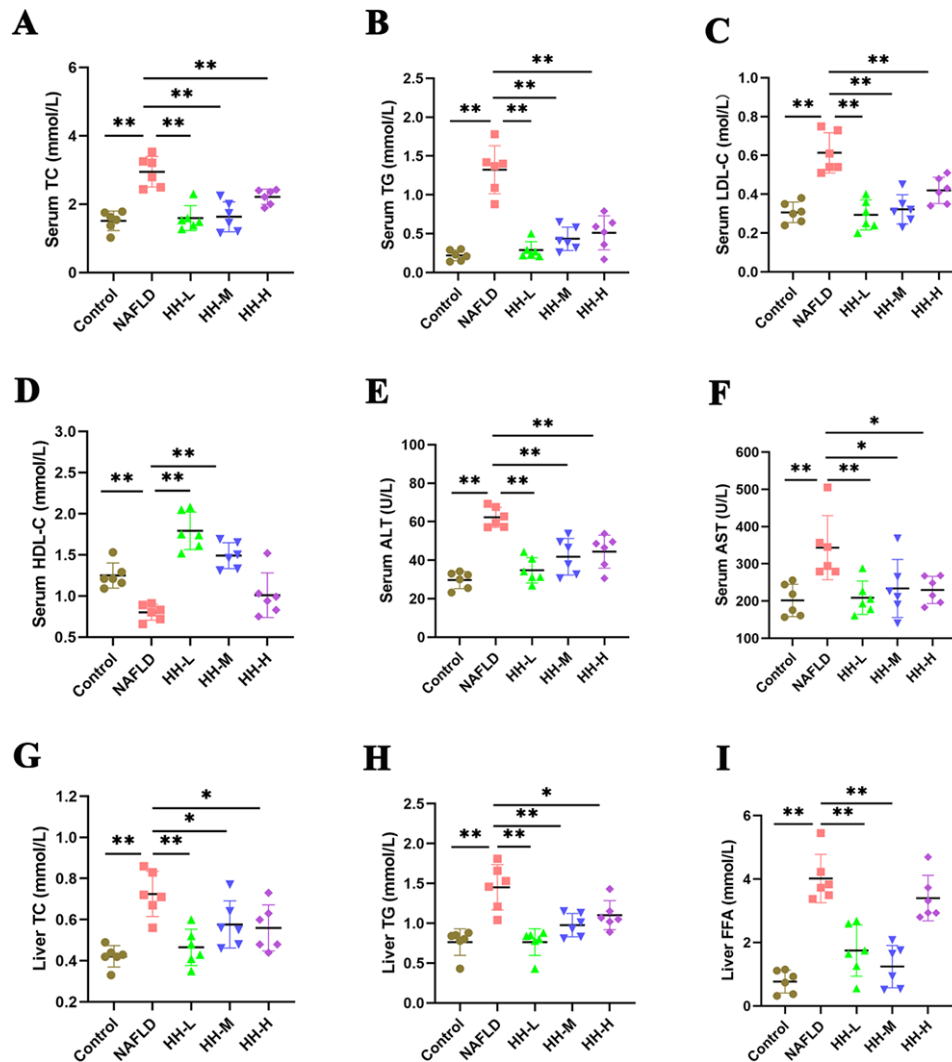 A
Serum TC (mmol/L)
6
4
2
0
**
**
**
**
Control
NAFLD
HH-L
HH-M
HH-H
B
Serum TG (mmol/L)
2.5
2.0
1.5
1.0
0.5
0.0
**
**
**
**
Control
NAFLD
HH-L
HH-M
HH-H
C
Serum LDL-C (mmol/L)
1.0
0.8
0.6
0.4
0.2
0.0
**
**
**
**
Control
NAFLD
HH-L
HH-M
HH-H
D
Serum HDL-C (mmol/L)
3.0
2.5
2.0
1.5
1.0
0.5
**
**
**
Control
NAFLD
HH-L
HH-M
HH-H
E
Serum ALT (U/L)
100
80
60
40
20
0
**
**
**
**
Control
NAFLD
HH-L
HH-M
HH-H
F
Serum AST (U/L)
600
500
400
300
200
100
*
*
**
**
Control
NAFLD
HH-L
HH-M
HH-H
G
Liver TC (mmol/L)
1.2
1.0
0.8
0.6
0.4
0.2
*
*
**
**
Control
NAFLD
HH-L
HH-M
HH-H
H
Liver TG (mmol/L)
2.5
2.0
1.5
1.0
0.5
0.0
*
**
**
**
Control
NAFLD
HH-L
HH-M
HH-H
I
Liver FFA (mmol/L)
8
6
4
2
0
**
**
**
Control
NAFLD
HH-L
HH-M
HH-H